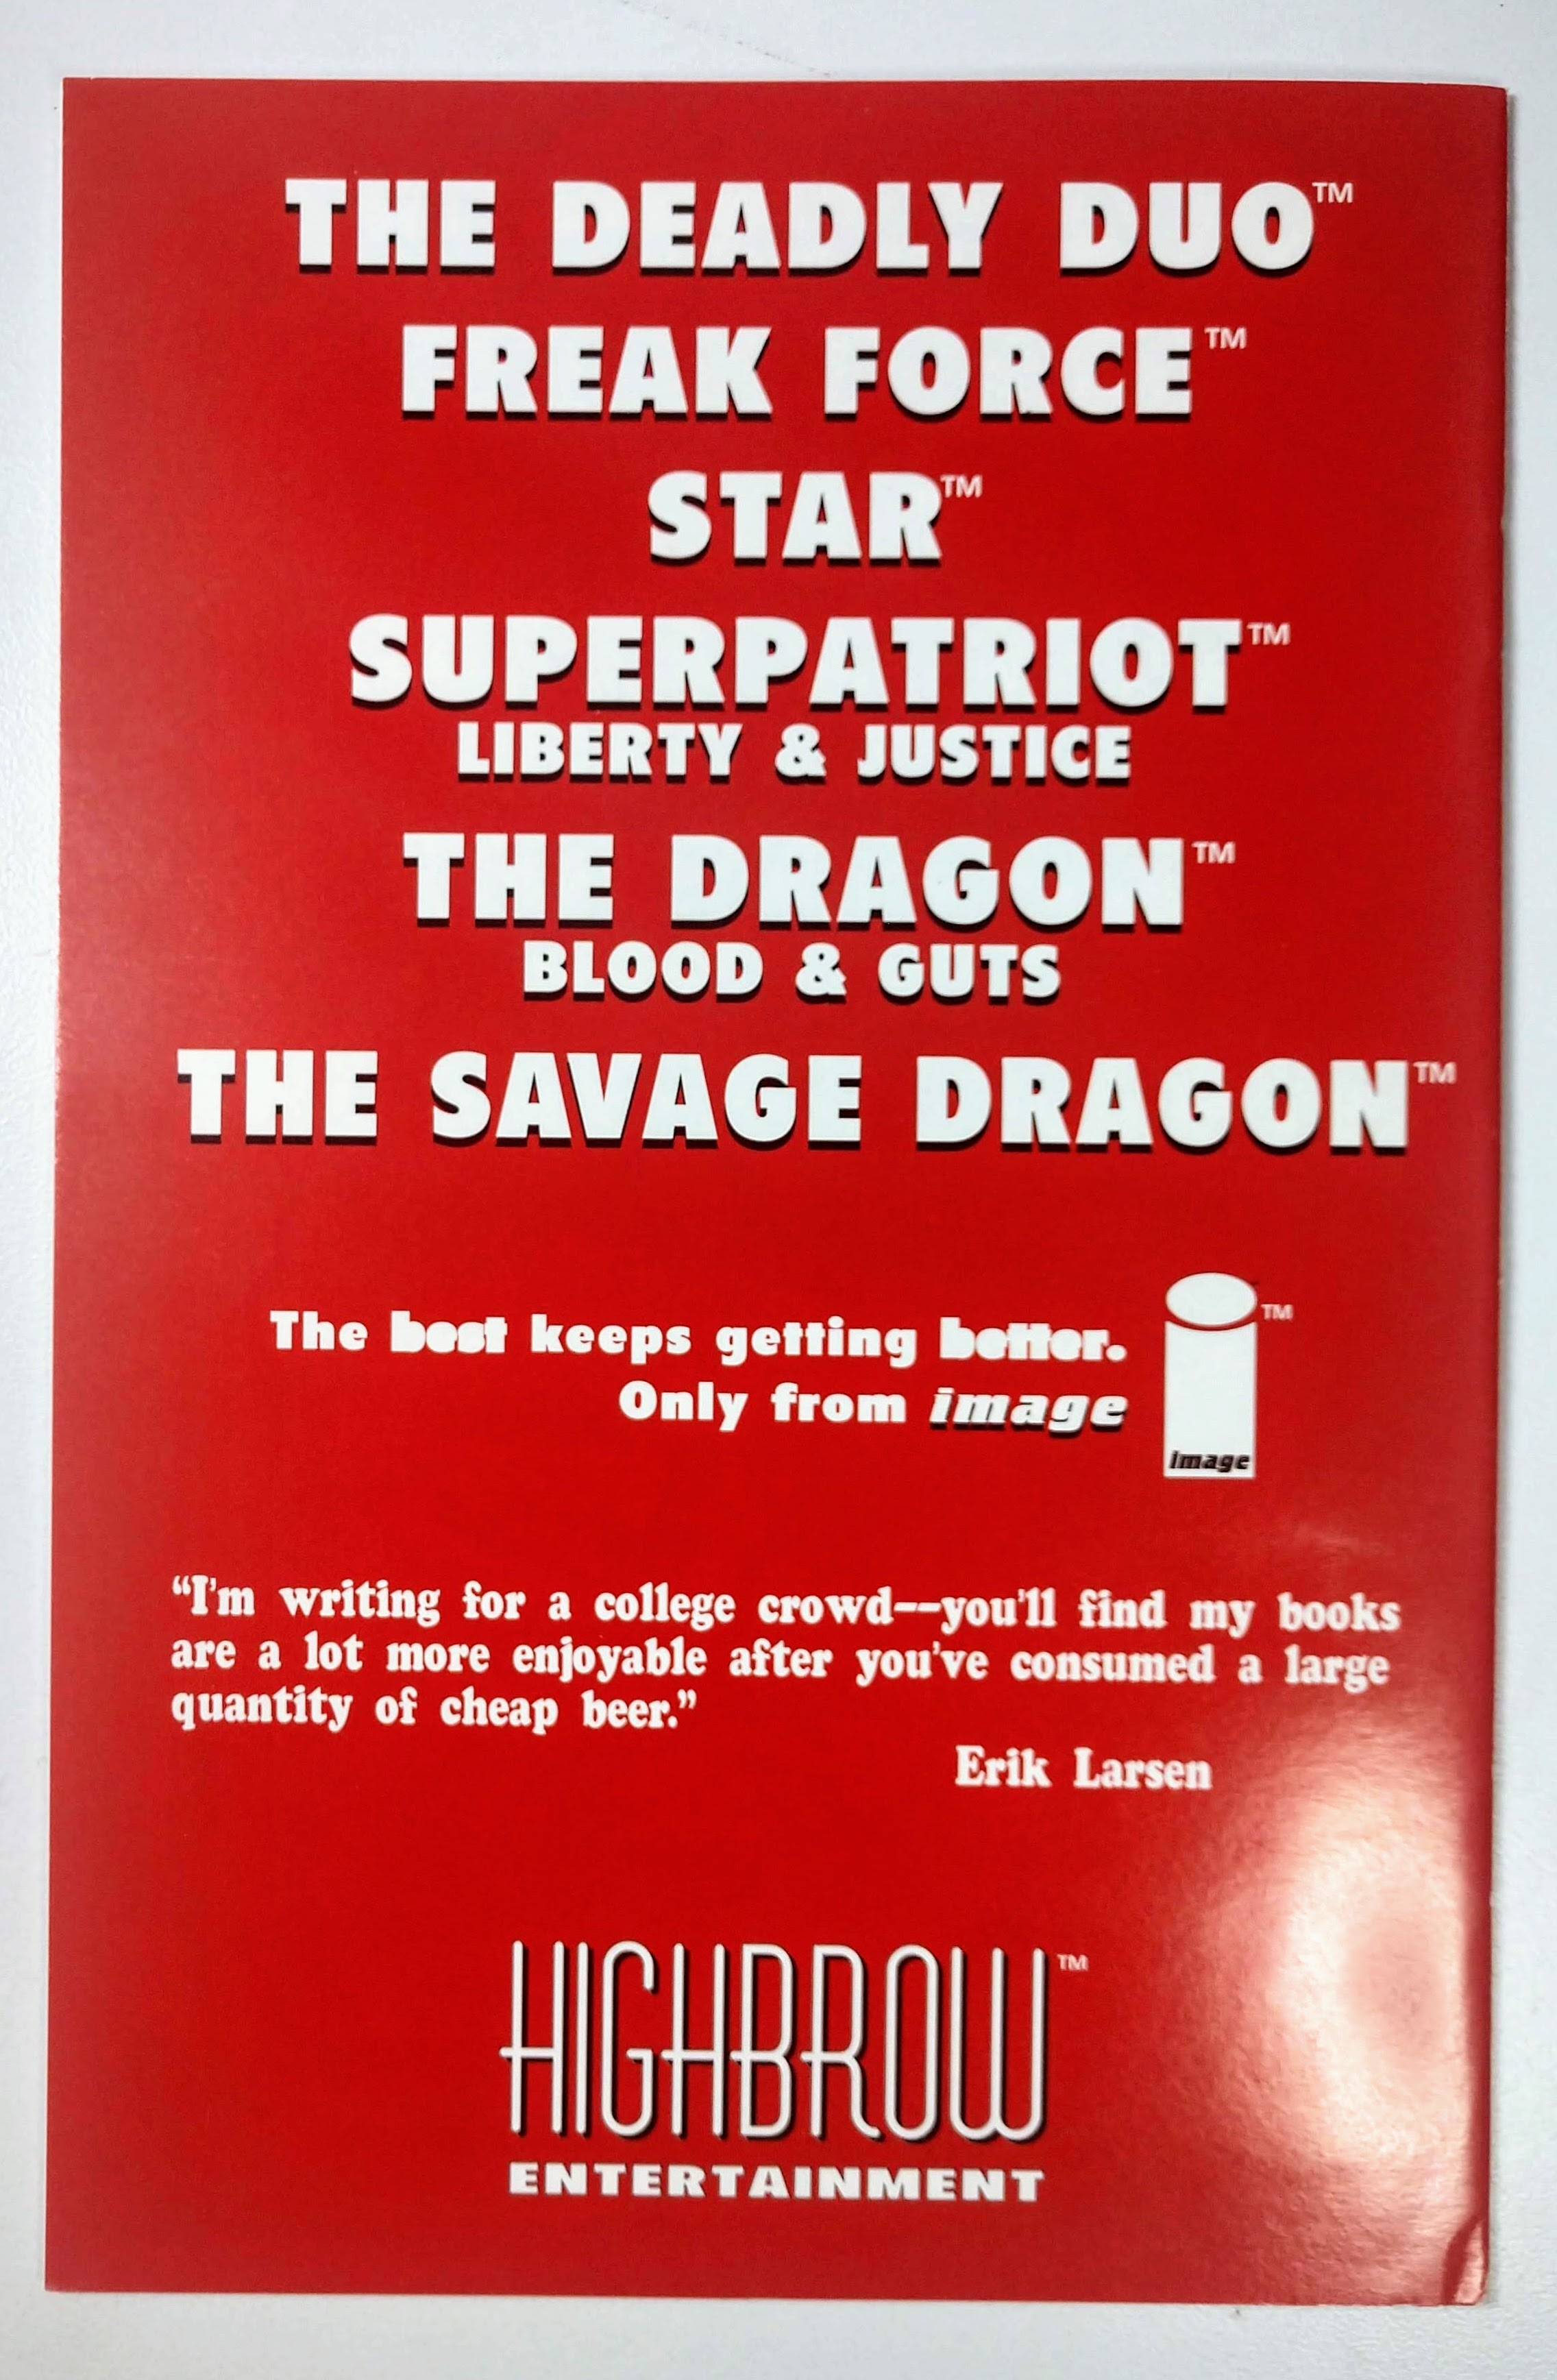 THE DEADLY DUO™
FREAK FORCE™
STAR™
SUPERPATRIOT™
LIBERTY & JUSTICE
THE DRAGON™
BLOOD & GUTS
THE SAVAGE DRAGON™
The best keeps getting better.
Only from image
™
image
“I'm writing for a college crowd--you'll find my books
are a lot more enjoyable after you've consumed a large
quantity of cheap beer.”
Erik Larsen
HIGHBROW™
ENTERTAINMENT